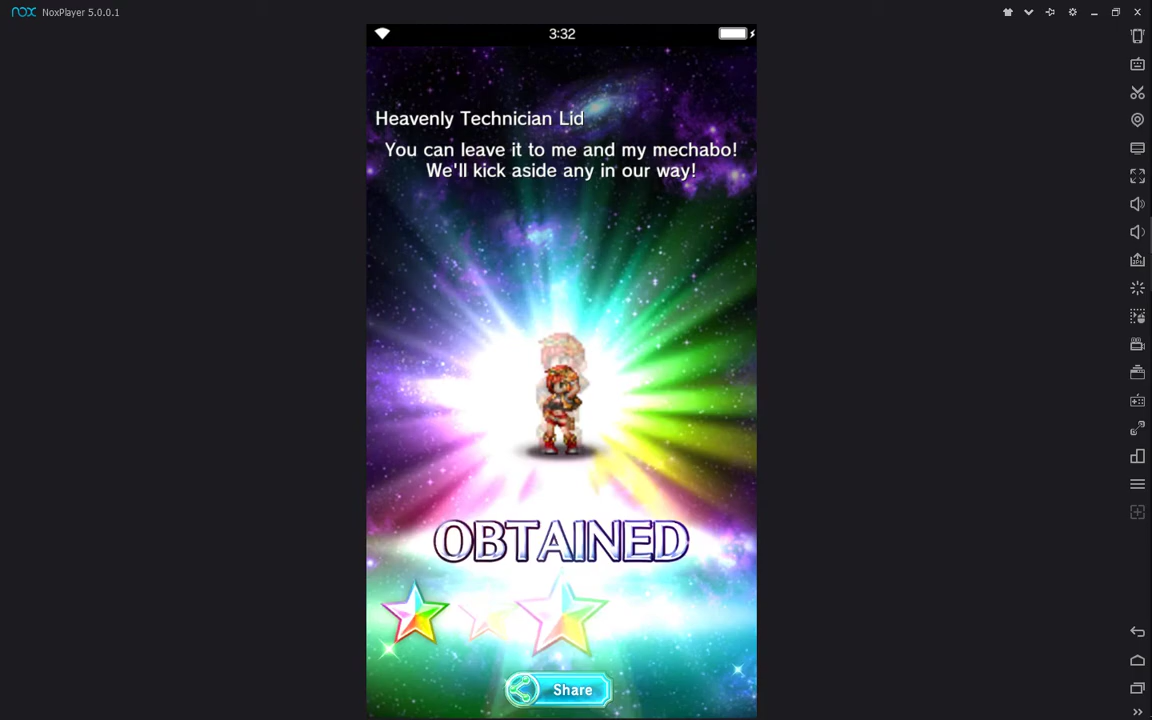 nox NoxPlayer 5.0.0.1
3:32
Heavenly Technician Lid
You can leave it to me and my mechabo!
We'll kick aside any in our way!
OBTAINED
Share